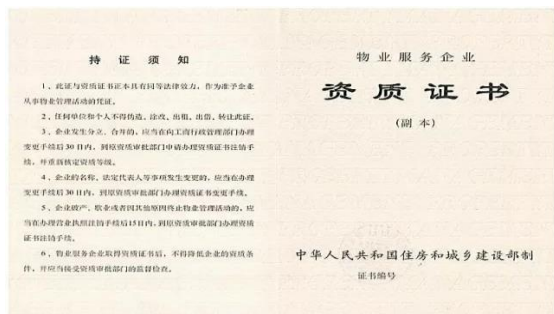 持证须知
1、此证与资质证书正本具有同等法律效力，作为准予企业
从事物业管理活动的凭证。
2、任何单位和个人不得伪造、涂改、出租、出借、转让此证。
3、企业发生分立、合并的，应当在向工商行政管理部门办理
变更手续后30日内，到原资质审批部门申请办理资质证书注销手
续，并重新核定资质等级。
4、企业的名称、法定代表人等事项发生变更的，应当在办理
变更手续后30日内，到原资质审批部门办理资质证书变更手续。
5、企业破产、歇业或者因其他原因终止物业管理活动的，应
当在办理营业执照注销手续后15日内，到原资质审批部门办理资质
证书注销手续。
6、物业服务企业取得资质证书后，不得降低企业的资质条
件，并应当接受资质审批部门的监督检查。
物业服务企业
资质证书
(副本)
中华人民共和国住房和城乡建设部制
证书编号